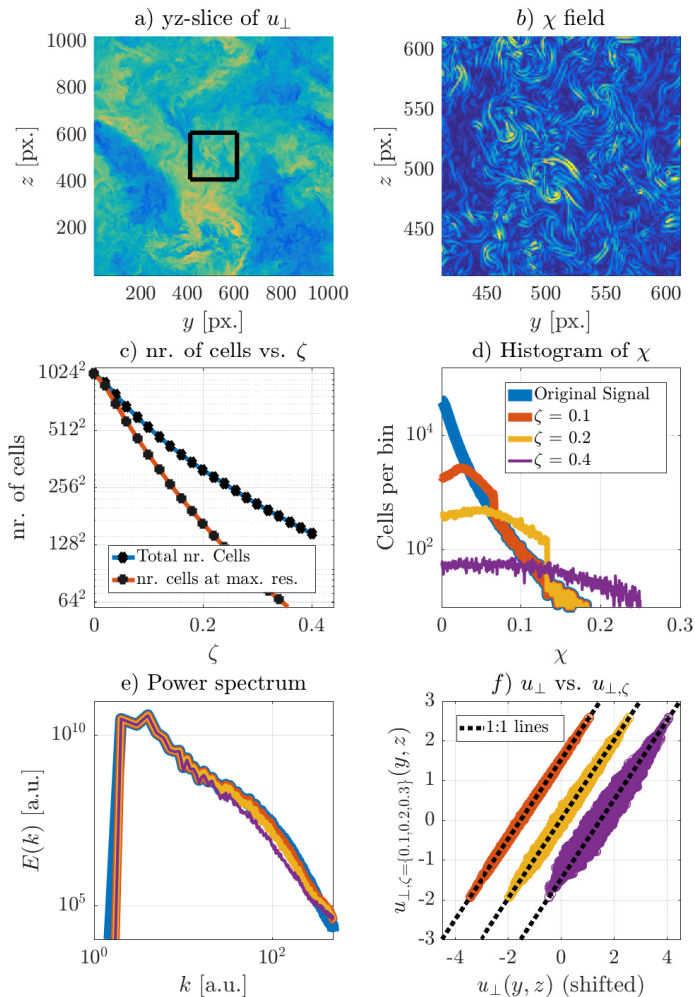 a) yz-slice of u⊥
b) χ field
1000
800
600
400
200
z [px.]
200 400 600 800 1000
y [px.]
600
550
500
450
z [px.]
450 500 550 600
y [px.]
c) nr. of cells vs. ζ
d) Histogram of χ
1024²
512²
256²
128²
64²
nr. of cells
Total nr. Cells
nr. cells at max. res.
0 0.2 0.4
ζ
Original Signal
ζ = 0.1
ζ = 0.2
ζ = 0.4
10⁴
10²
Cells per bin
0 0.1 0.2 0.3
χ
e) Power spectrum
f) u⊥ vs. u⊥,ζ
10¹⁰
10⁵
E(k) [a.u.]
10⁰ 10²
k [a.u.]
1:1 lines
3
2
1
0
-1
-2
-3
u⊥,ζ={0.1,0.2,0.3}(y, z)
-4 -2 0 2 4
u⊥(y, z) (shifted)